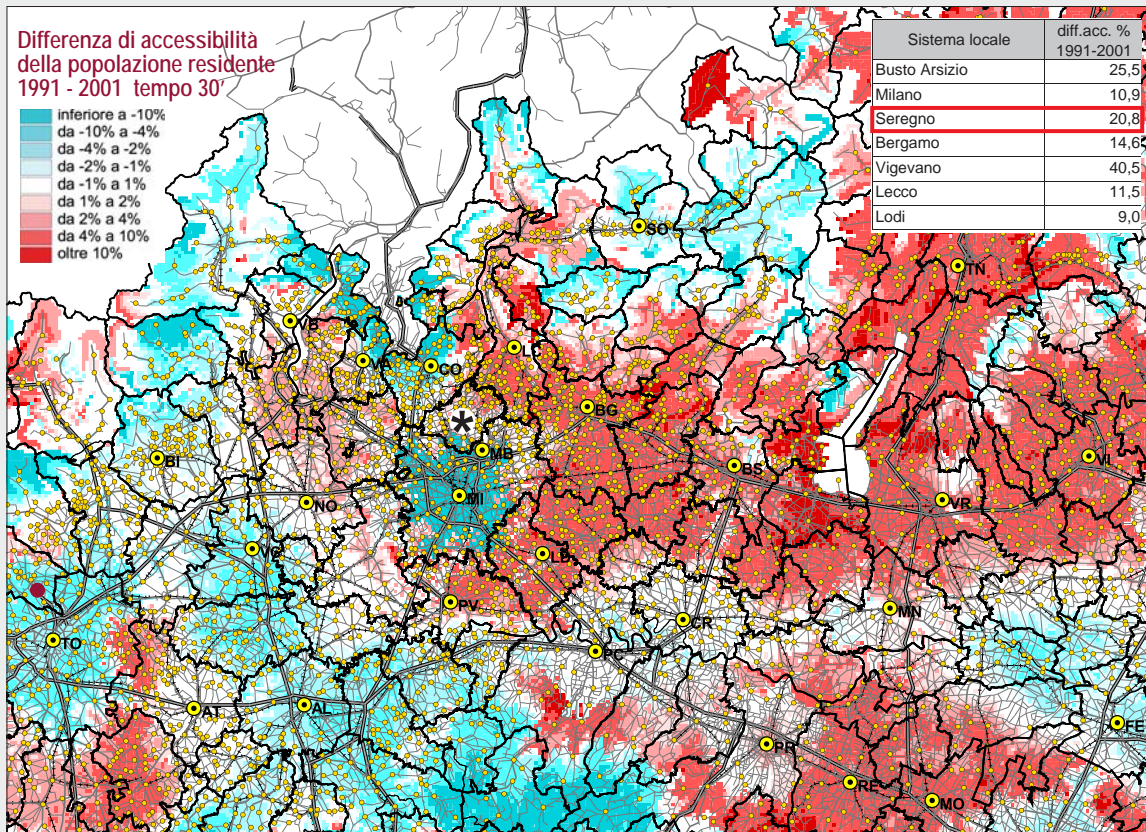 Differenza di accessibilità
della popolazione residente
1991 - 2001 tempo 30'
inferiore a -10%
da -10% a -4%
da -4% a -2%
da -2% a -1%
da -1% a 1%
da 1% a 2%
da 2% a 4%
da 4% a 10%
oltre 10%
Sistema locale diff.acc. % 1991-2001
Busto Arsizio 25,5
Milano 10,9
Seregno 20,8
Bergamo 14,6
Vigevano 40,5
Lecco 11,5
Lodi 9,0
SO
TN
VB
VA
CO
LC
BG
*
MB
BI
BS
VI
MI
NO
VR
VC
LO
PV
MN
CR
TO
PC
AT
AL
FE
PR
RE
MO